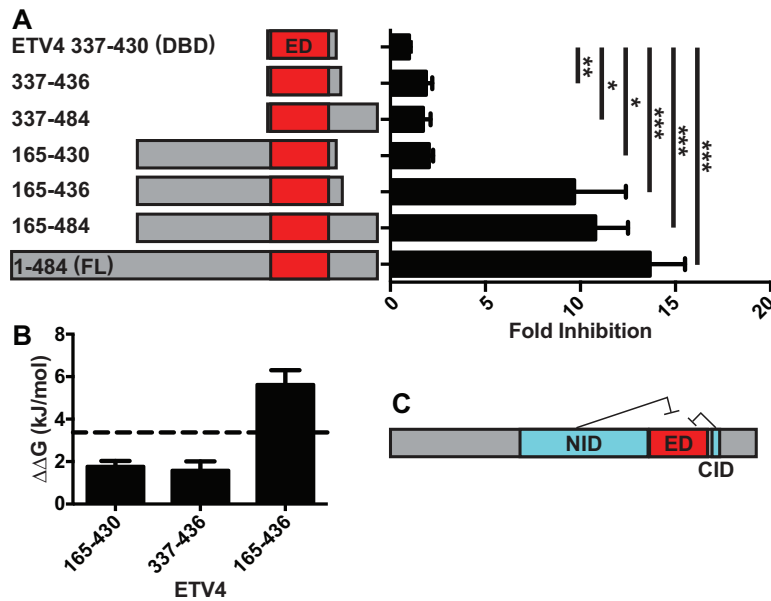 A
ETV4 337-430 (DBD)
ED
**
337-436
*
337-484
*
165-430
***
165-436
***
165-484
***
1-484 (FL)
0
5
10
15
20
Fold Inhibition
B
8
6
4
2
0
ΔΔG (kJ/mol)
165-430
337-436
165-436
ETV4
C
NID
ED
CID